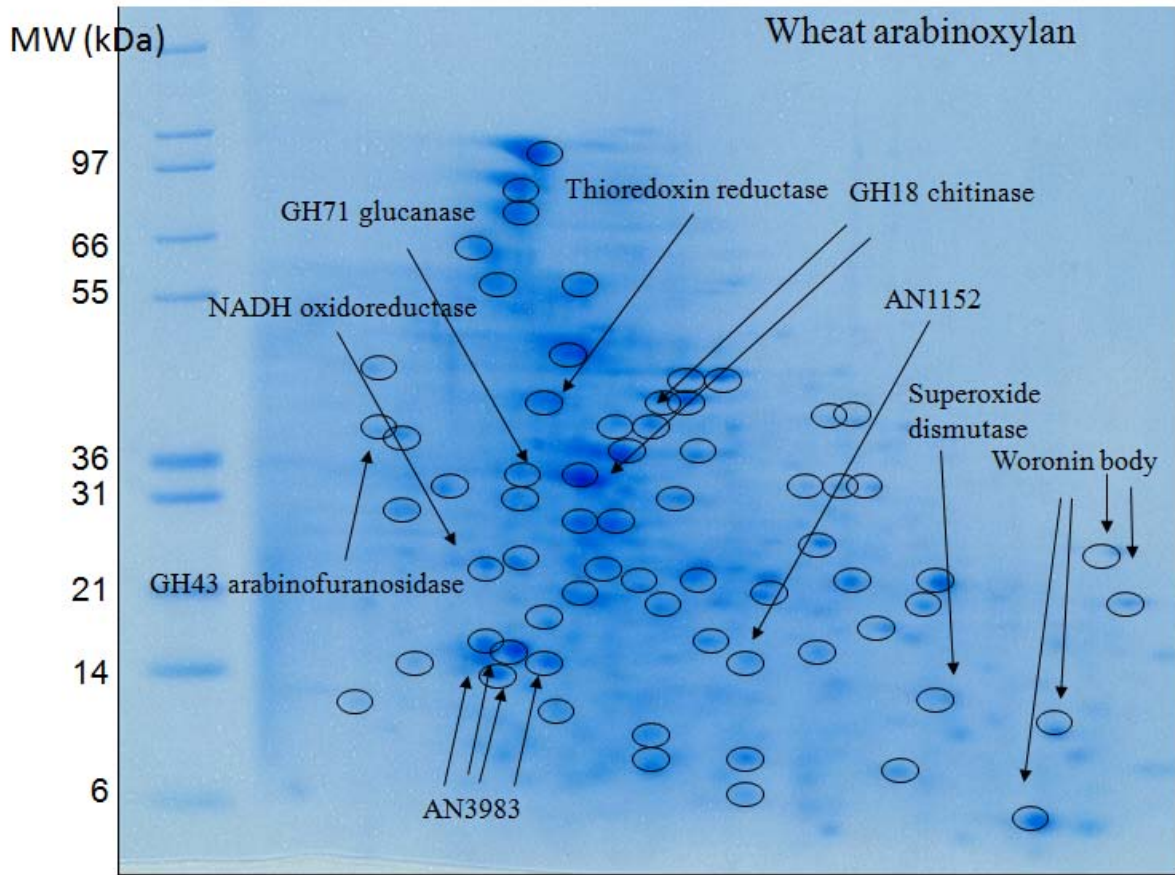 MW (kDa)
Wheat arabinoxylan
97
66
55
36
31
21
14
6
Thioredoxin reductase
GH18 chitinase
GH71 glucanase
NADH oxidoreductase
AN1152
Superoxide
dismutase
Woronin body
GH43 arabinofuranosidase
AN3983